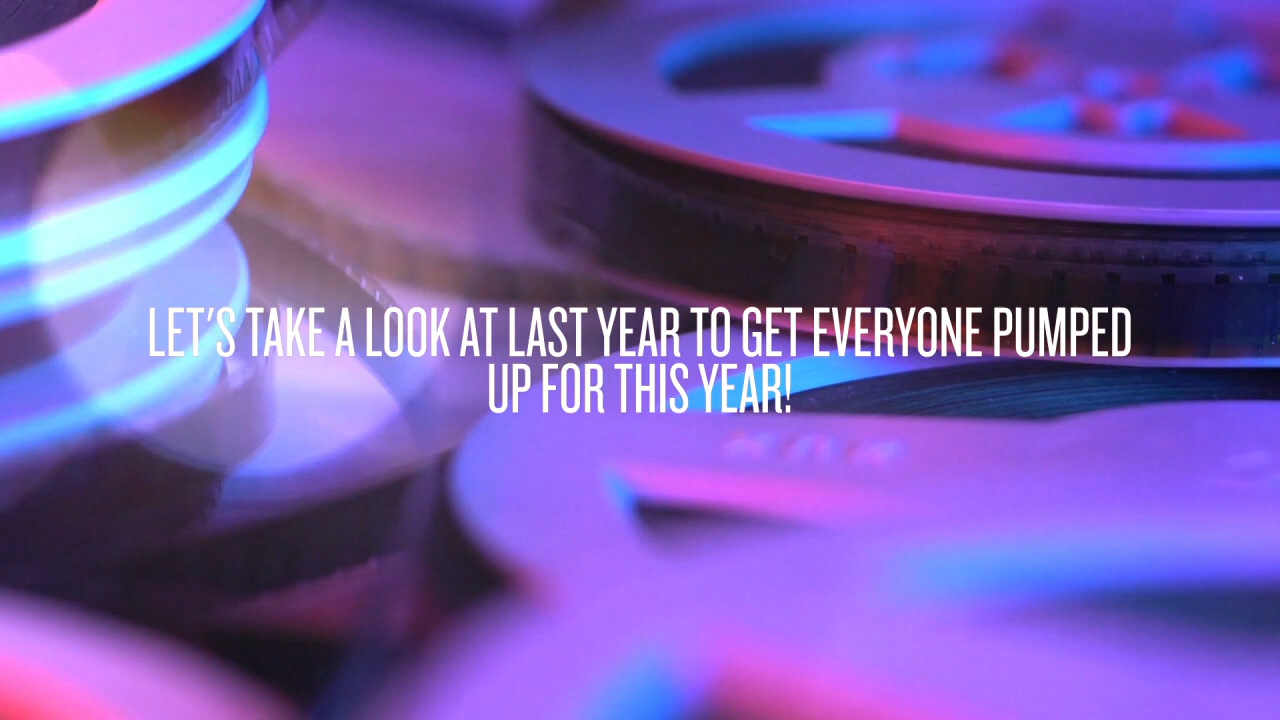 LET'S TAKE A LOOK AT LAST YEAR TO GET EVERYONE PUMPED
UP FOR THIS YEAR!